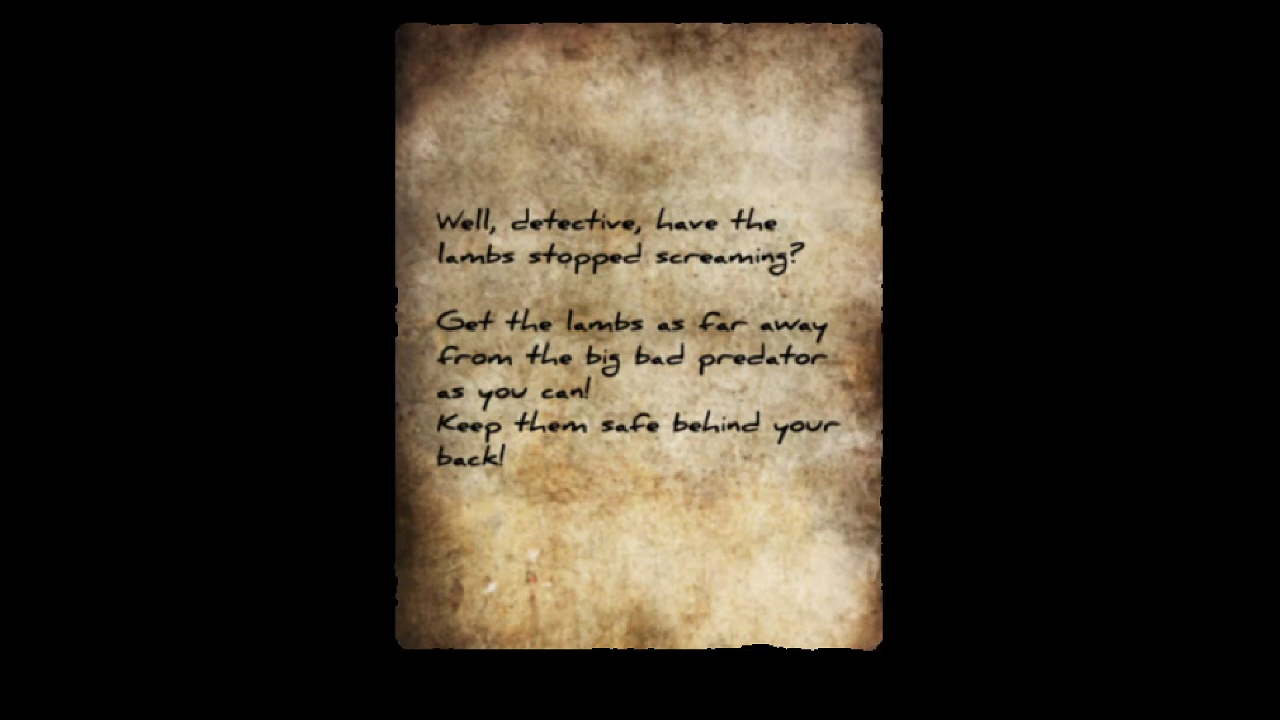 Well, detective, have the
lambs stopped screaming?
Get the lambs as far away
from the big bad predator
as you can!
Keep them safe behind your
back!